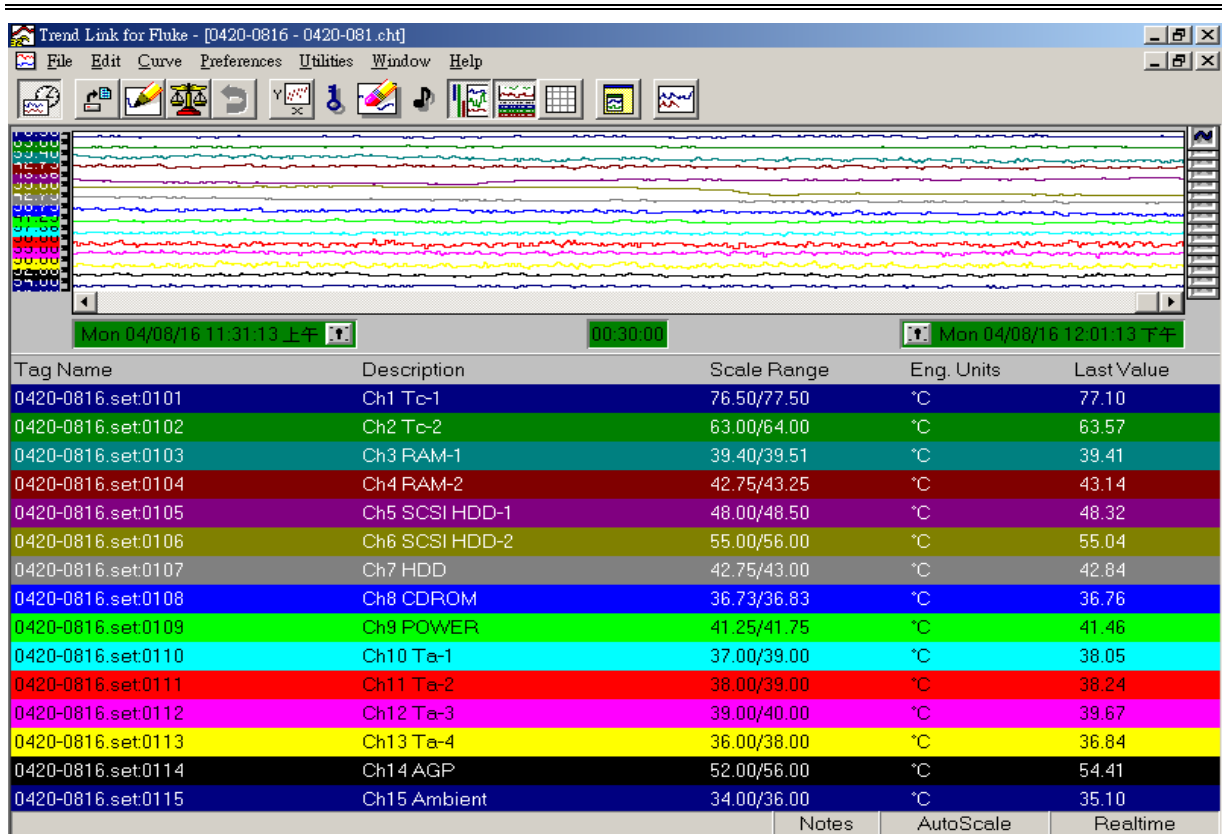 Trend Link for Fluke - [0420-0816 - 0420-081.cht]
File Edit Curve Preferences Utilities Window Help
Mon 04/08/16 11:31:13 上午 00:30:00 Mon 04/08/16 12:01:13 下午
Tag Name Description Scale Range Eng. Units Last Value
0420-0816.set:0101 Ch1 Tc-1 76.50/77.50 °C 77.10
0420-0816.set:0102 Ch2 Tc-2 63.00/64.00 °C 63.57
0420-0816.set:0103 Ch3 RAM-1 39.40/39.51 °C 39.41
0420-0816.set:0104 Ch4 RAM-2 42.75/43.25 °C 43.14
0420-0816.set:0105 Ch5 SCSI HDD-1 48.00/48.50 °C 48.32
0420-0816.set:0106 Ch6 SCSI HDD-2 55.00/56.00 °C 55.04
0420-0816.set:0107 Ch7 HDD 42.75/43.00 °C 42.84
0420-0816.set:0108 Ch8 CDROM 36.73/36.83 °C 36.76
0420-0816.set:0109 Ch9 POWER 41.25/41.75 °C 41.46
0420-0816.set:0110 Ch10 Ta-1 37.00/39.00 °C 38.05
0420-0816.set:0111 Ch11 Ta-2 38.00/39.00 °C 38.24
0420-0816.set:0112 Ch12 Ta-3 39.00/40.00 °C 39.67
0420-0816.set:0113 Ch13 Ta-4 36.00/38.00 °C 36.84
0420-0816.set:0114 Ch14 AGP 52.00/56.00 °C 54.41
0420-0816.set:0115 Ch15 Ambient 34.00/36.00 °C 35.10
Notes AutoScale Realtime